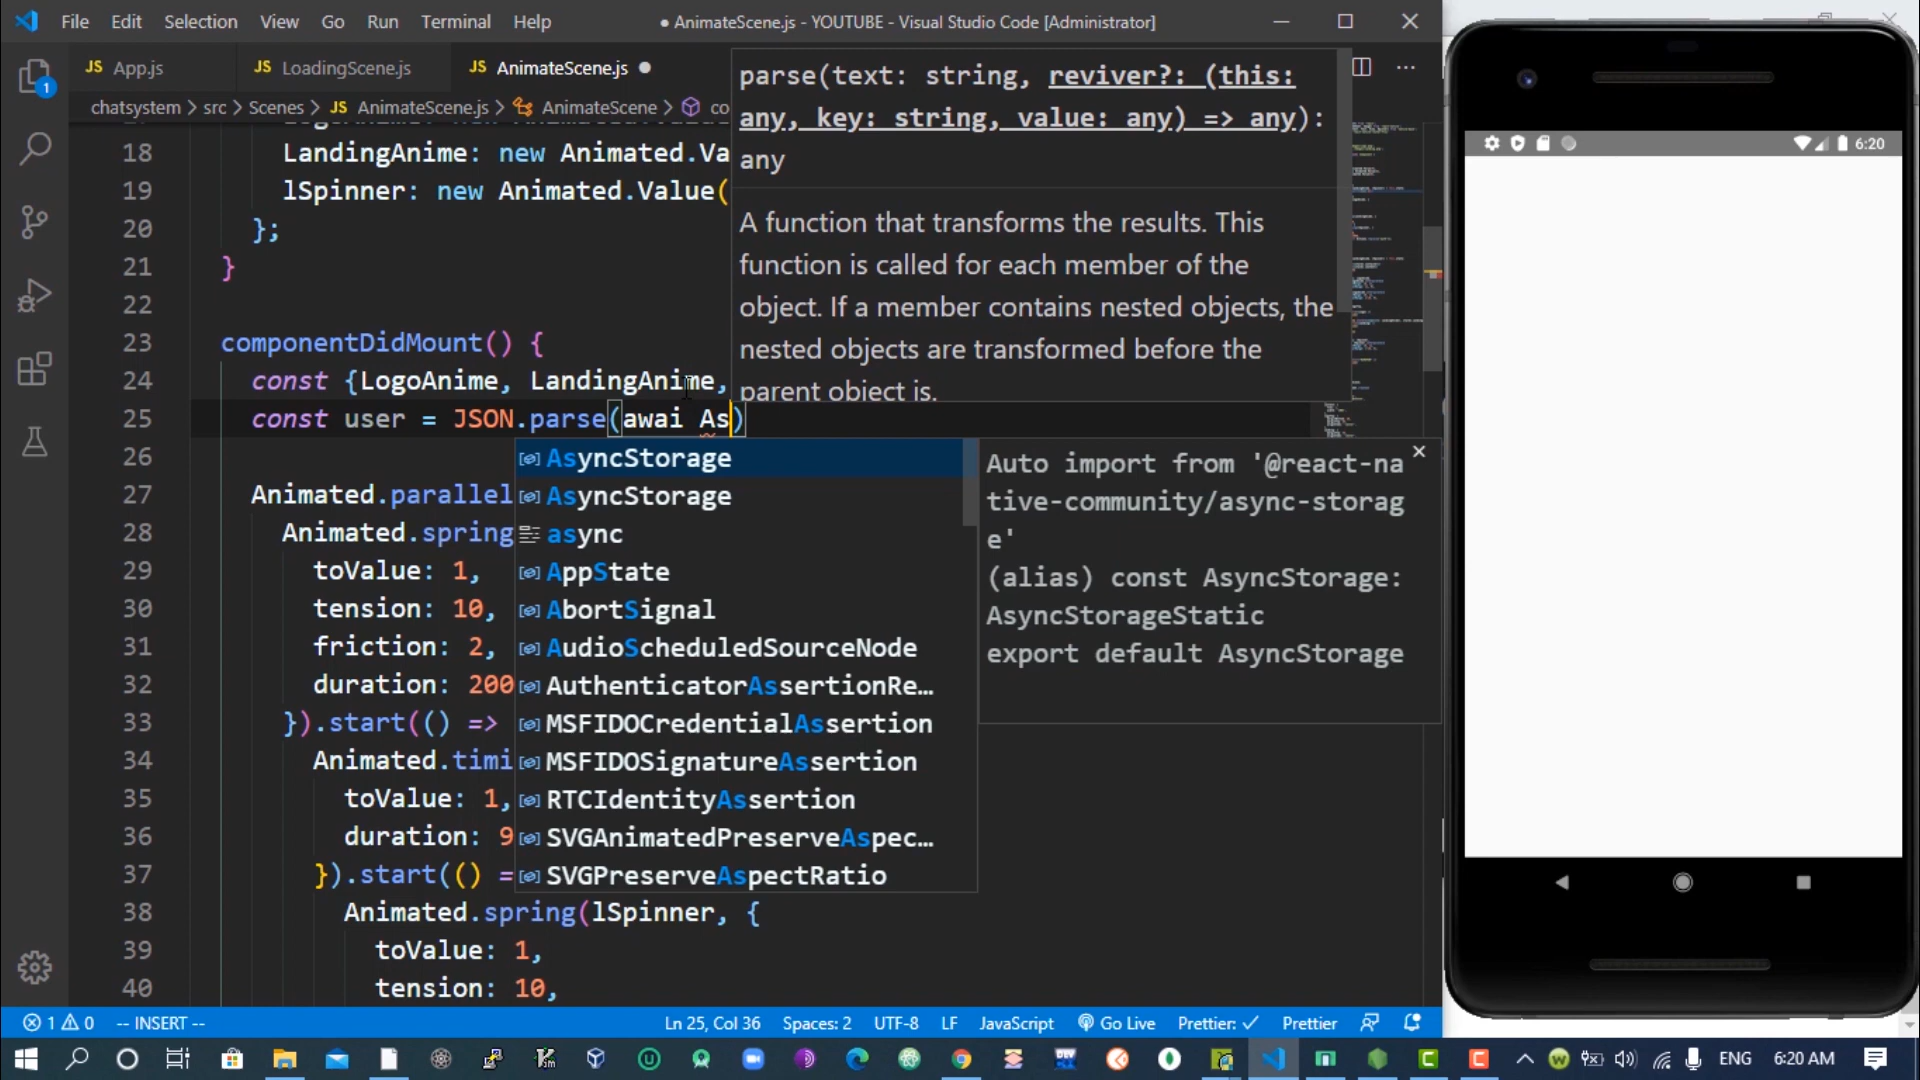 File Edit Selection View Go Run Terminal Help
● AnimateScene.js - YOUTUBE - Visual Studio Code [Administrator]
JS App.js
JS LoadingScene.js
JS AnimateScene.js ●
chatsystem > src > Scenes > JS AnimateScene.js > AnimateScene > co
parse(text: string, reviver?: (this:
any, key: string, value: any) => any):
any
A function that transforms the results. This
function is called for each member of the
object. If a member contains nested objects, the
nested objects are transformed before the
parent object is.
18 LandingAnime: new Animated.Va
19 lSpinner: new Animated.Value(
20 };
21 }
22
23 componentDidMount() {
24 const {LogoAnime, LandingAnime,
25 const user = JSON.parse(awai As)
26
27 Animated.parallel
28 Animated.spring
29 toValue: 1,
30 tension: 10,
31 friction: 2,
32 duration: 200
33 }).start(() =>
34 Animated.timi
35 toValue: 1,
36 duration: 9
37 }).start(() =
38 Animated.spring(lSpinner, {
39 toValue: 1,
40 tension: 10,
AsyncStorage
AsyncStorage
async
AppState
AbortSignal
AudioScheduledSourceNode
AuthenticatorAssertionRe…
MSFIDOCredentialAssertion
MSFIDOSignatureAssertion
RTCIdentityAssertion
SVGAnimatedPreserveAspec…
SVGPreserveAspectRatio
Auto import from '@react-na
tive-community/async-storag
e'
(alias) const AsyncStorage:
AsyncStorageStatic
export default AsyncStorage
1
6:20
1 0 -- INSERT -- Ln 25, Col 36 Spaces: 2 UTF-8 LF JavaScript Go Live Prettier: ✓ Prettier
ENG 6:20 AM